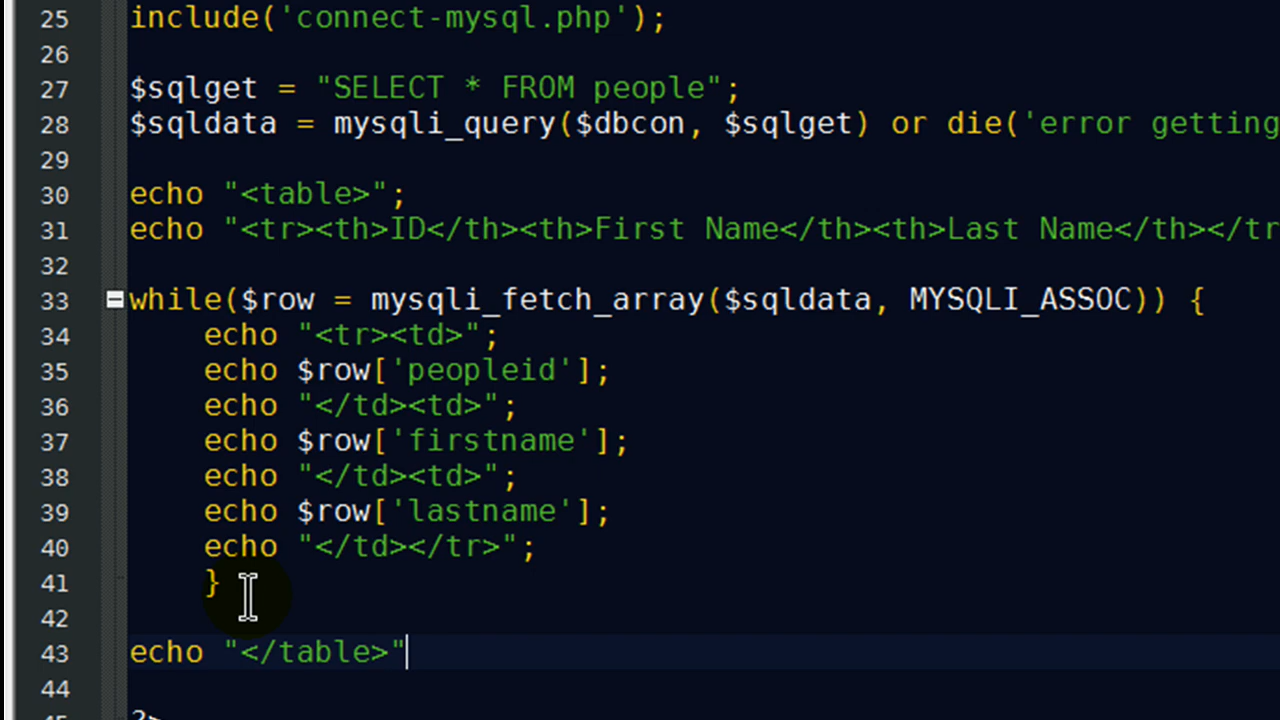 25 include('connect-mysql.php');
26
27 $sqlget = "SELECT * FROM people";
28 $sqldata = mysqli_query($dbcon, $sqlget) or die('error getting
29
30 echo "<table>";
31 echo "<tr><th>ID</th><th>First Name</th><th>Last Name</th></tr
32
33 while($row = mysqli_fetch_array($sqldata, MYSQLI_ASSOC)) {
34 echo "<tr><td>";
35 echo $row['peopleid'];
36 echo "</td><td>";
37 echo $row['firstname'];
38 echo "</td><td>";
39 echo $row['lastname'];
40 echo "</td></tr>";
41 }
42
43 echo "</table>"
44
45 ?>